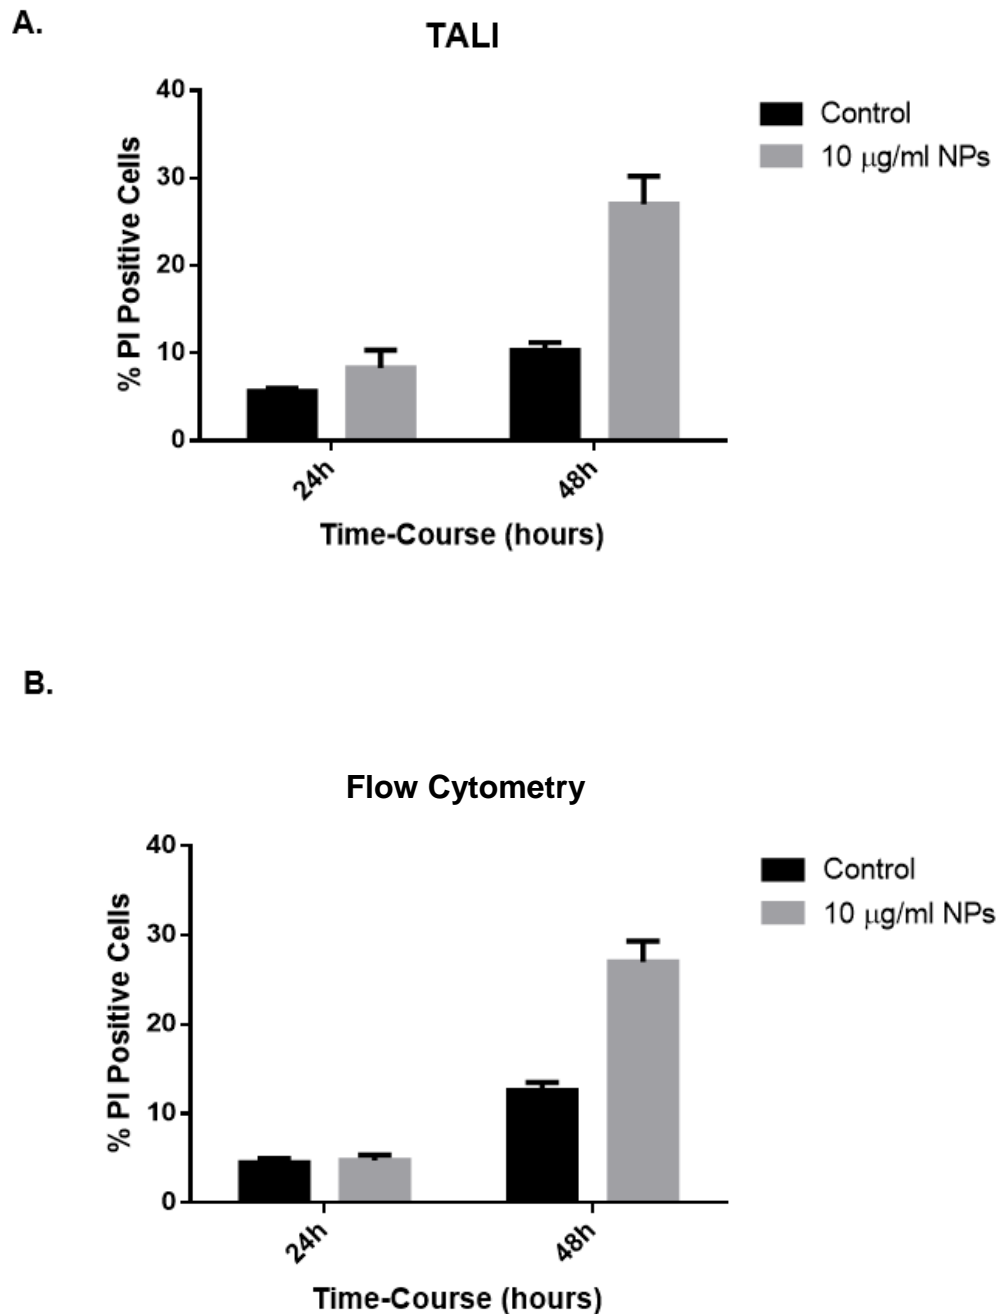 A.
TALI
40
30
20
10
0
% PI Positive Cells
24h
48h
Time-Course (hours)
Control
10 μg/ml NPs
B.
Flow Cytometry
40
30
20
10
0
% PI Positive Cells
24h
48h
Time-Course (hours)
Control
10 μg/ml NPs